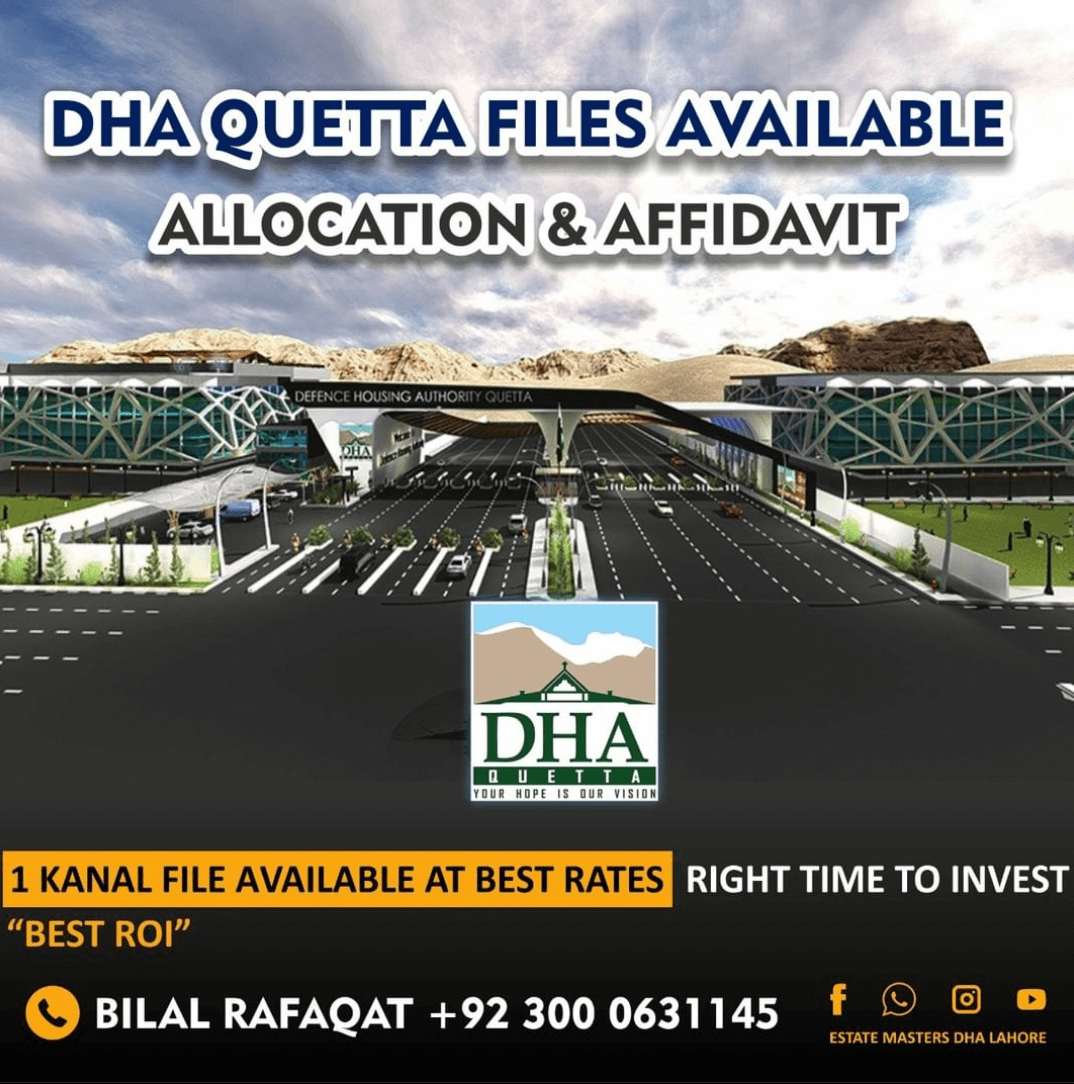 DHA QUETTA FILES AVAILABLE
ALLOCATION & AFFIDAVIT
DEFENCE HOUSING AUTHORITY QUETTA
DHA
DHA
QUETTA
YOUR HOPE IS OUR VISION
1 KANAL FILE AVAILABLE AT BEST RATES RIGHT TIME TO INVEST
“BEST ROI”
BILAL RAFAQAT +92 300 0631145
ESTATE MASTERS DHA LAHORE